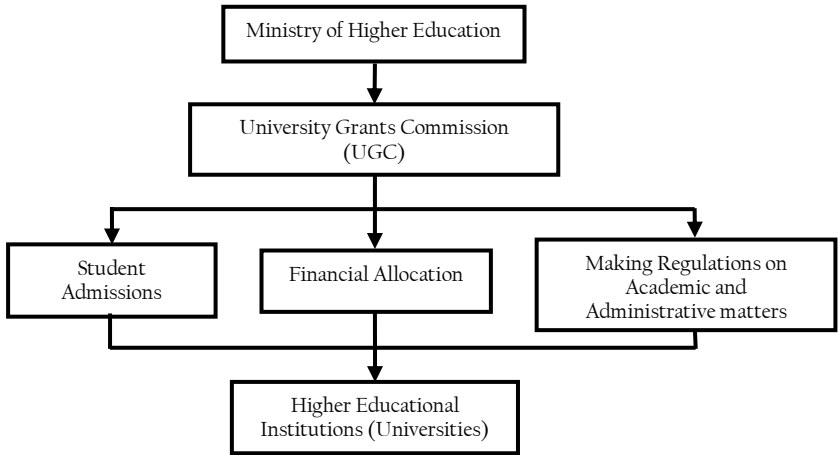 Ministry of Higher Education
University Grants Commission
(UGC)
Student
Admissions
Financial Allocation
Making Regulations on
Academic and
Administrative matters
Higher Educational
Institutions (Universities)